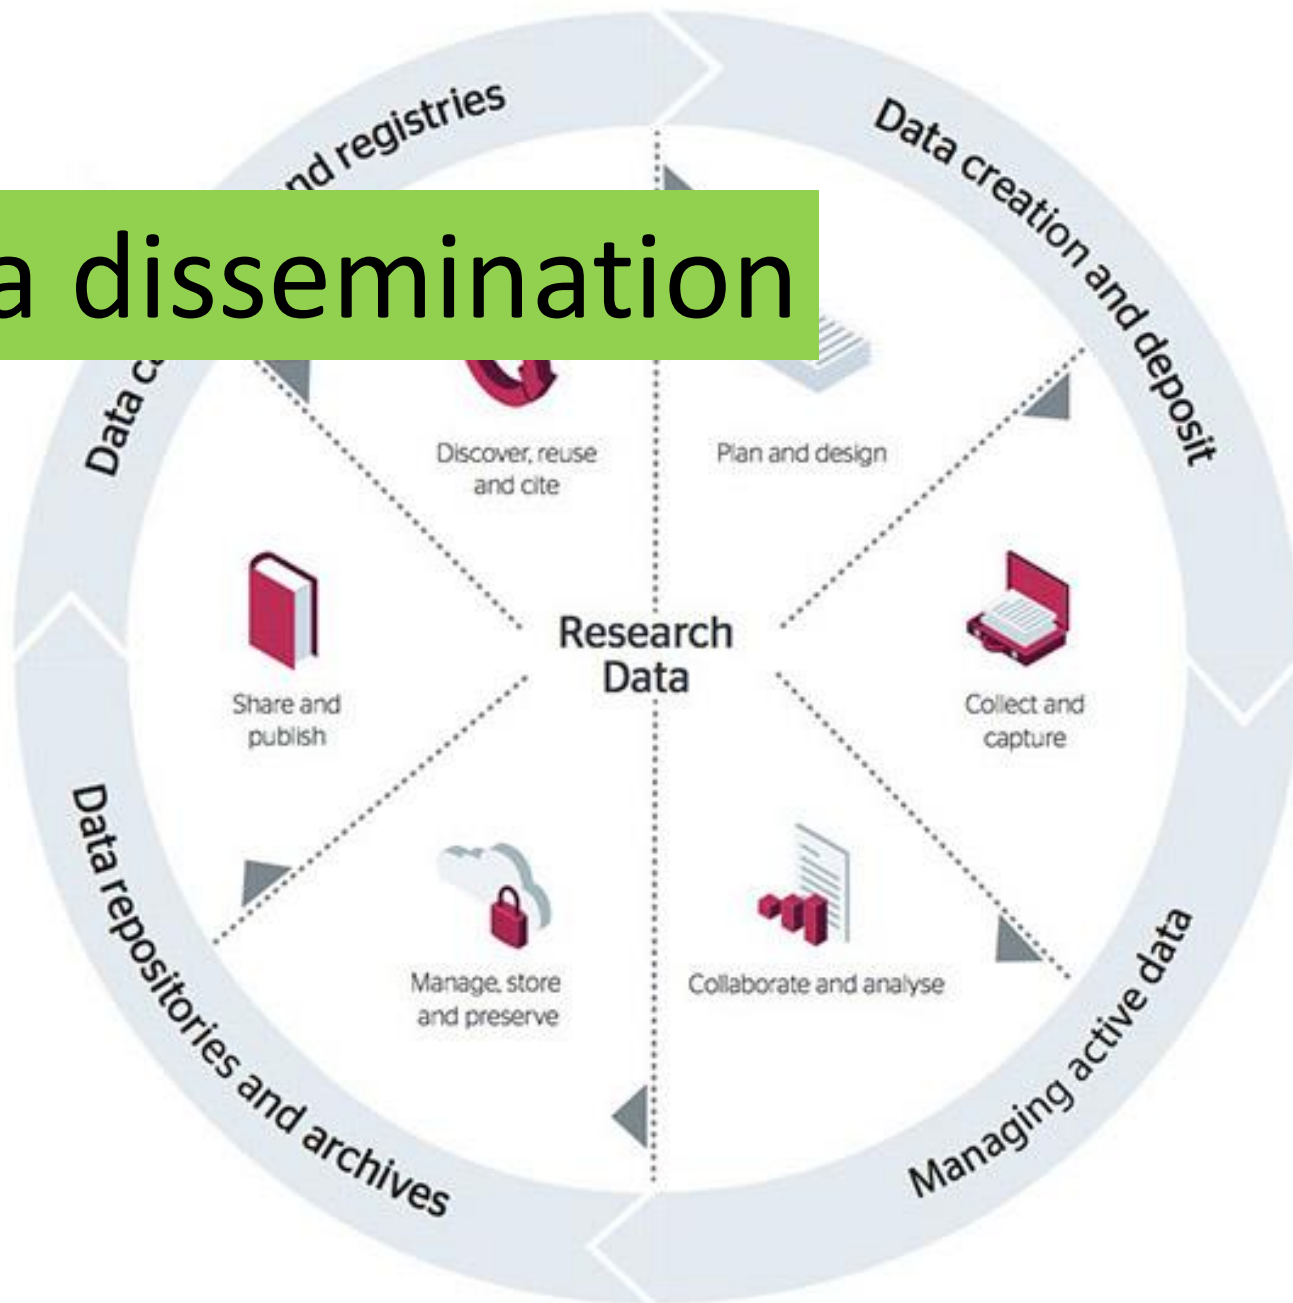 a dissemination
Data
and registries
Data creation and deposit
Managing active data
Data repositories and archives
Discover, reuse
and cite
Plan and design
Collect and
capture
Collaborate and analyse
Manage, store
and preserve
Share and
publish
Research
Data